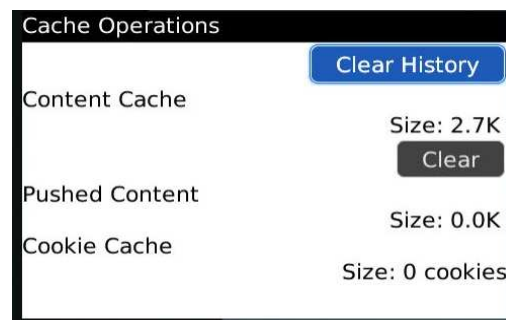 Cache Operations
Clear History
Content Cache
Size: 2.7K
Clear
Pushed Content
Size: 0.0K
Cookie Cache
Size: 0 cookies